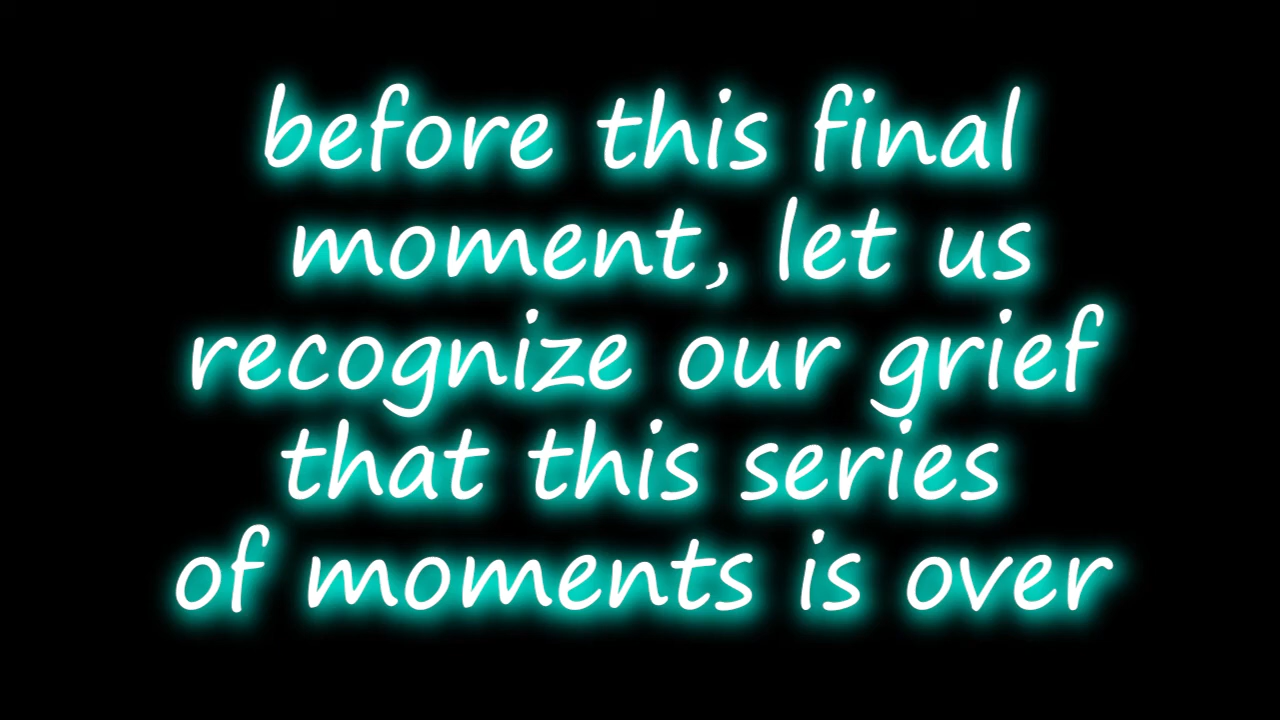 before this final
moment, let us
recognize our grief
that this series
of moments is over